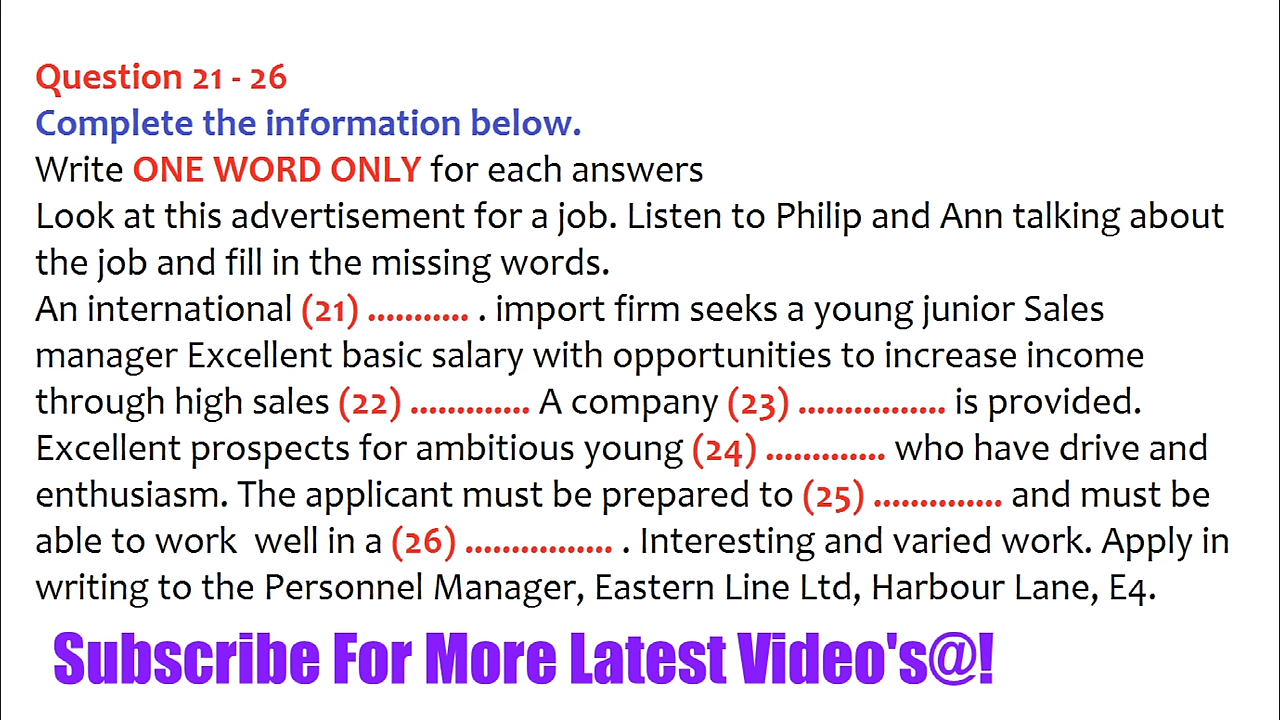 Question 21 - 26
Complete the information below.
Write ONE WORD ONLY for each answers
Look at this advertisement for a job. Listen to Philip and Ann talking about
the job and fill in the missing words.
An international (21) ........... . import firm seeks a young junior Sales
manager Excellent basic salary with opportunities to increase income
through high sales (22) ............. A company (23) ................ is provided.
Excellent prospects for ambitious young (24) ............. who have drive and
enthusiasm. The applicant must be prepared to (25) .............. and must be
able to work  well in a (26) ................ . Interesting and varied work. Apply in
writing to the Personnel Manager, Eastern Line Ltd, Harbour Lane, E4.
Subscribe For More Latest Video's@!